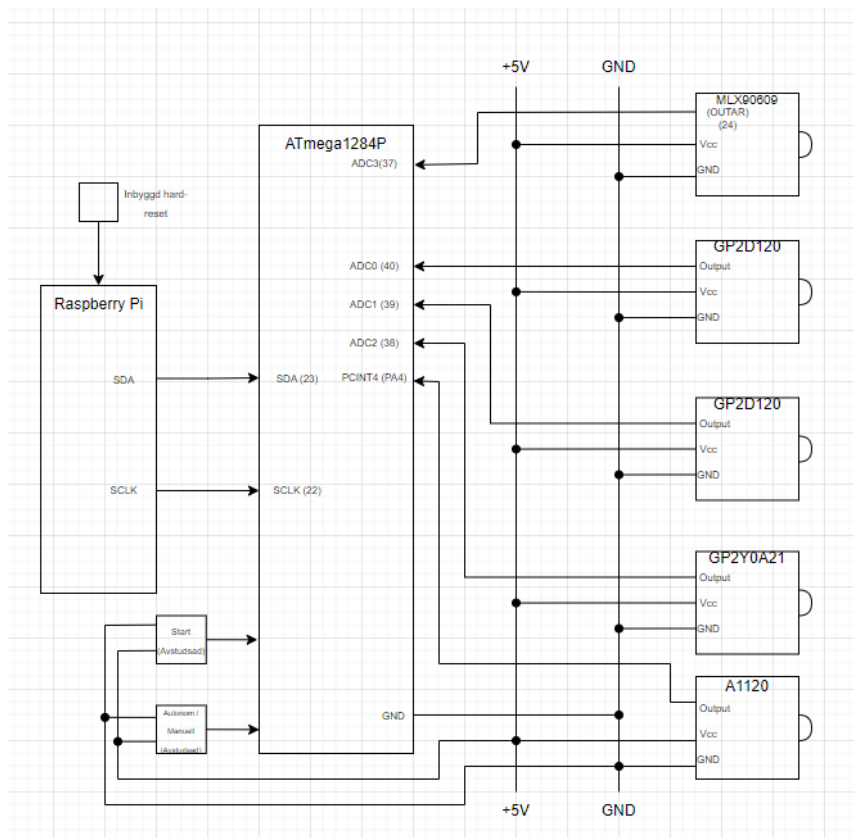 +5V
GND
MLX90609
(OUTAR)
(24)
Vcc
GND
ATmega1284P
ADC3(37)
Inbyggd hard-
reset
GP2D120
Output
Vcc
GND
ADC0 (40)
ADC1 (39)
ADC2 (38)
PCINT4 (PA4)
Raspberry Pi
SDA
SDA (23)
SCLK
SCLK (22)
GP2D120
Output
Vcc
GND
GP2Y0A21
Output
Vcc
GND
Start
(Avstudsad)
Autonom /
Manuell
(Avstudsad)
GND
A1120
Output
Vcc
GND
+5V
GND